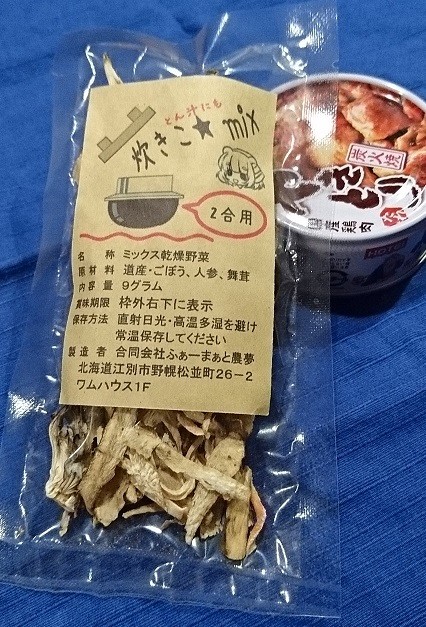 とん汁にも
炊きこ★mix
2合用
名 称 ミックス乾燥野菜
原材料 道産・ごぼう、人参、舞茸
内容量 9グラム
賞味期限 枠外右下に表示
保存方法 直射日光・高温多湿を避け
常温保存してください
製造者 合同会社ふぁーまぁと農夢
北海道江別市野幌松並町26-2
ワムハウス1F
炭火焼
国産鶏肉
HOTEi